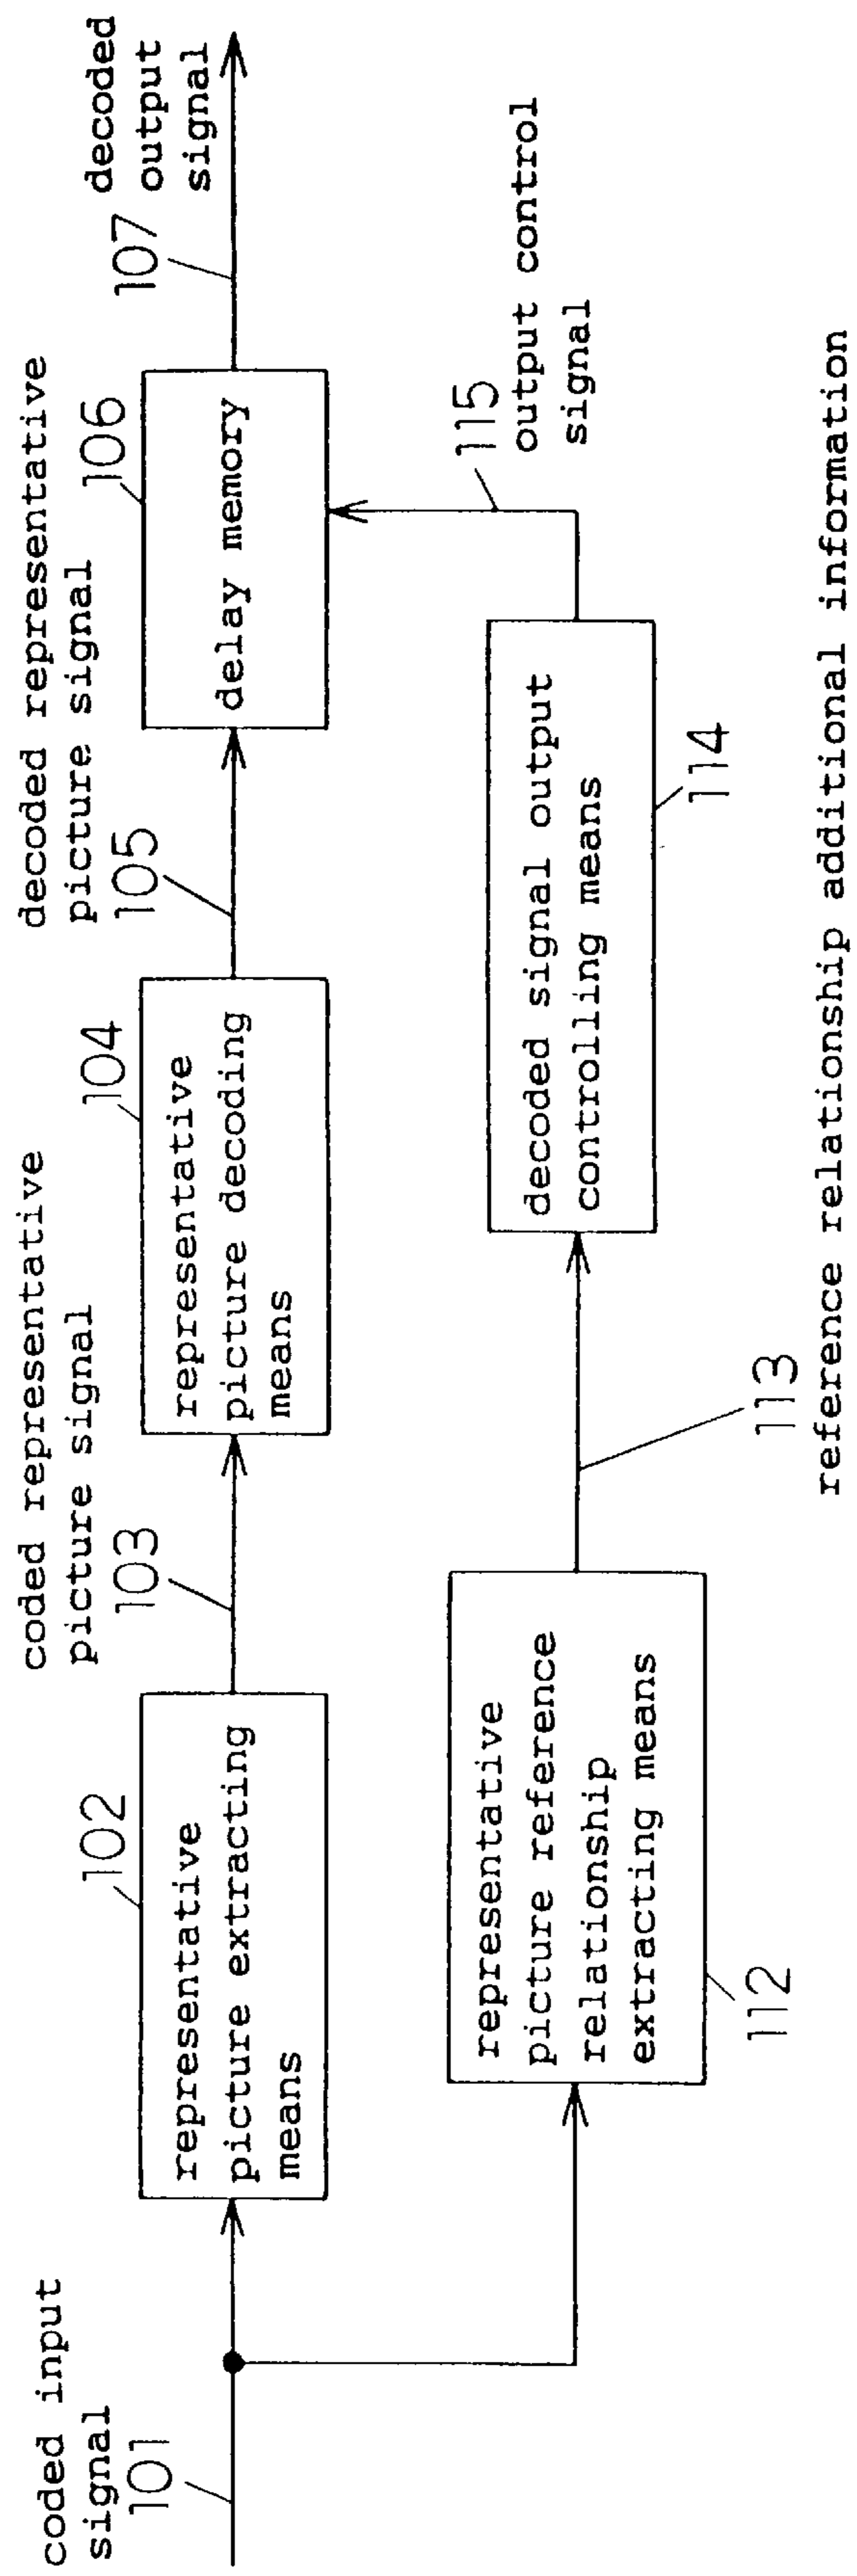 coded input
signal
101
102
representative
picture extracting
means
coded representative
picture signal
103
104
representative
picture decoding
means
decoded representative
picture signal
105
106
delay memory
107
decoded
output
signal
112
representative
picture reference
relationship
extracting means
113
reference relationship additional information
114
decoded signal output
controlling means
115
output control
signal